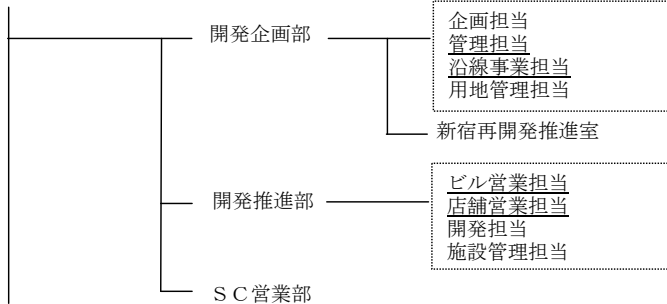 開発企画部
企画担当
管理担当
沿線事業担当
用地管理担当
新宿再開発推進室
開発推進部
ビル営業担当
店舗営業担当
開発担当
施設管理担当
ＳＣ営業部